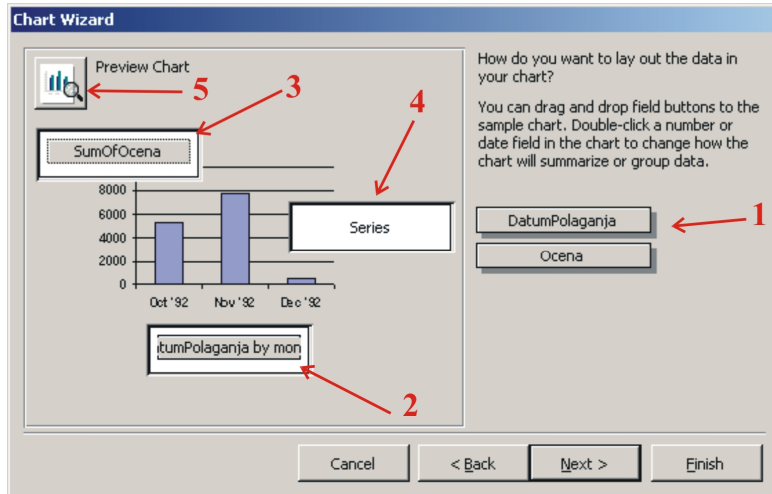 Chart Wizard
Preview Chart
5
3
4
SumOfOcena
8000
6000
4000
2000
0
Oct '92 Nov '92 Dec '92
Series
tumPolaganja by mon
2
How do you want to lay out the data in
your chart?
You can drag and drop field buttons to the
sample chart. Double-click a number or
date field in the chart to change how the
chart will summarize or group data.
DatumPolaganja
1
Ocena
Cancel
< Back
Next >
Finish